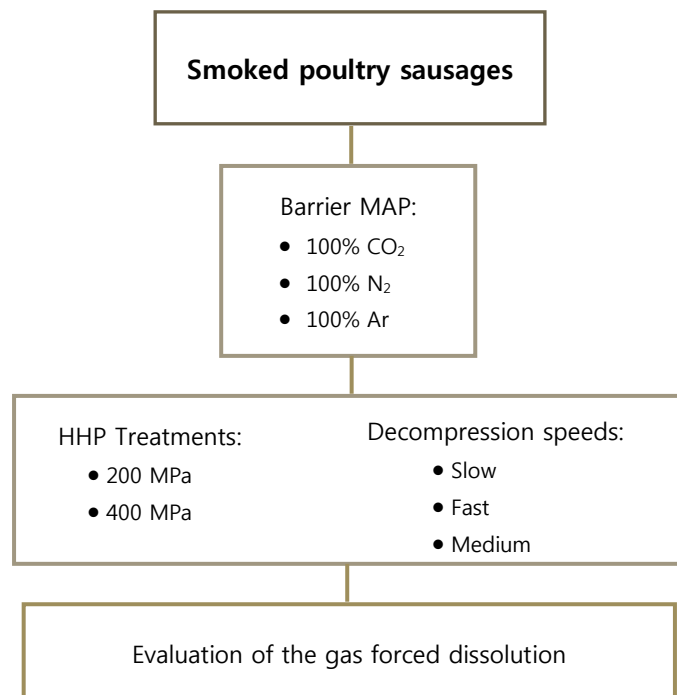 Smoked poultry sausages
Barrier MAP:
• 100% CO₂
• 100% N₂
• 100% Ar
HHP Treatments:
• 200 MPa
• 400 MPa
Decompression speeds:
• Slow
• Fast
• Medium
Evaluation of the gas forced dissolution